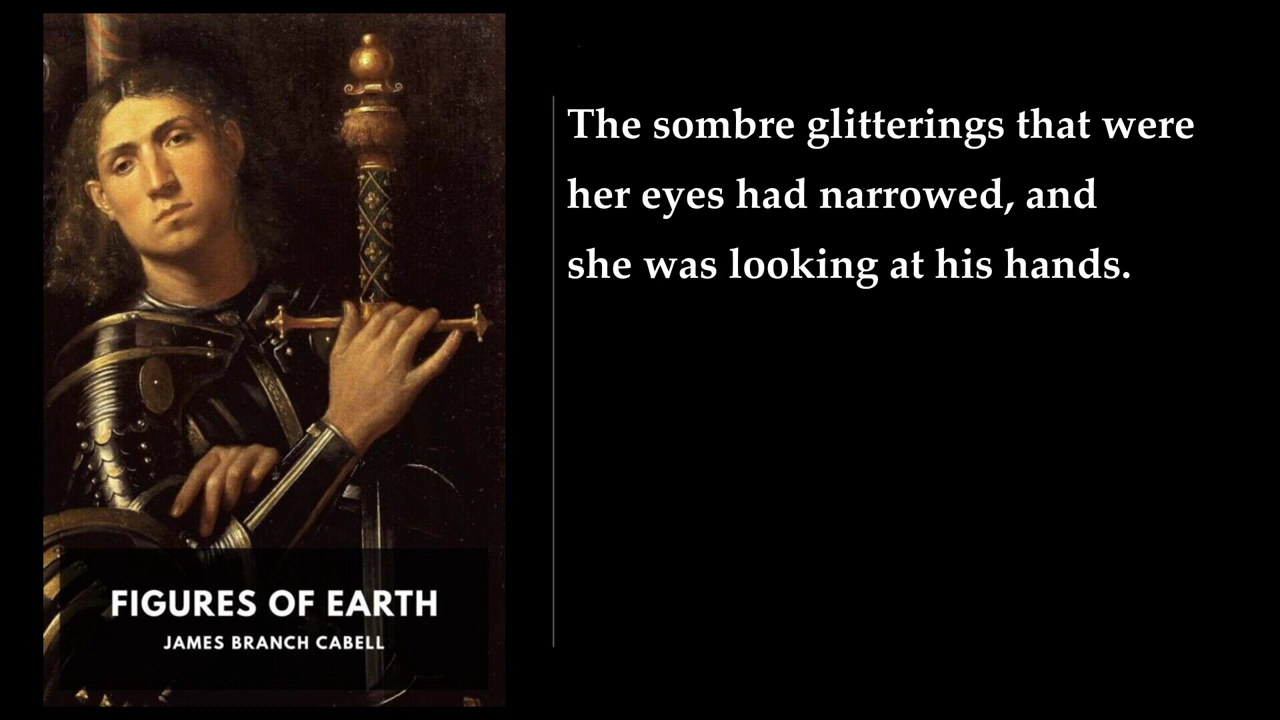 The sombre glitterings that were
her eyes had narrowed, and
she was looking at his hands.
FIGURES OF EARTH
JAMES BRANCH CABELL